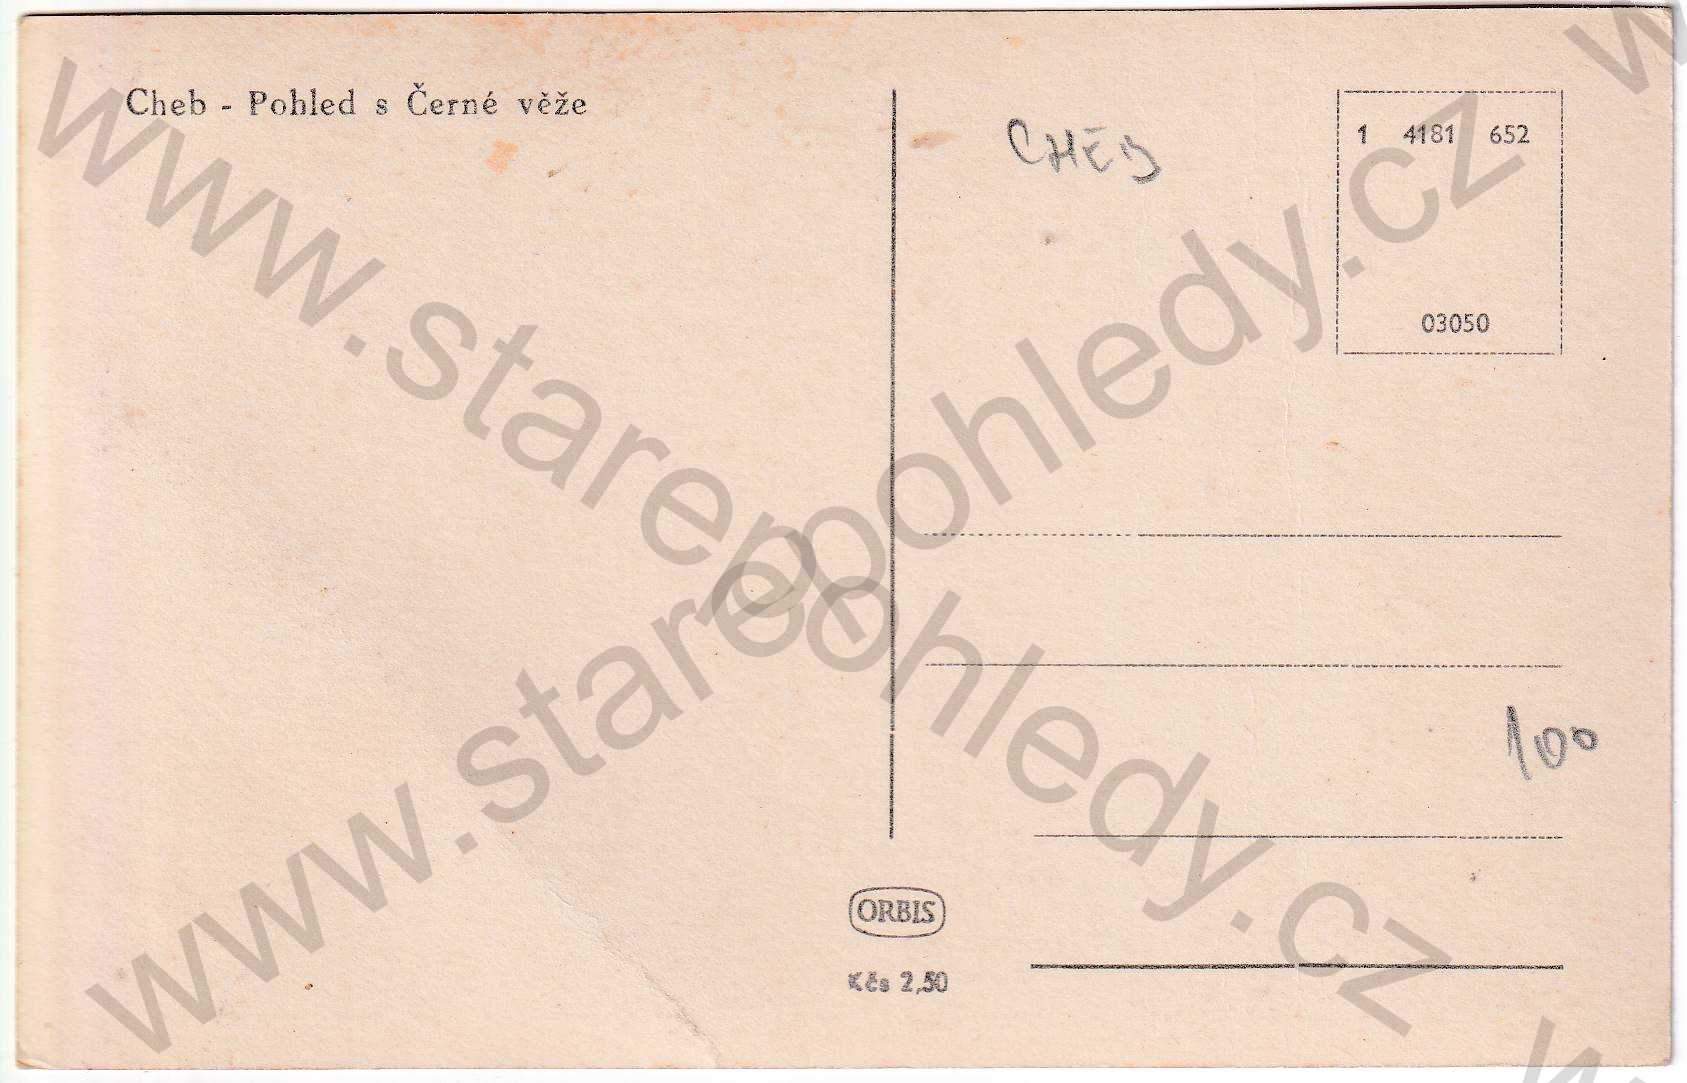 Cheb - Pohled s Černé věže
CHEB
1 4181 652
03050
100
ORBIS
Kčs 2,50
www.starepohledy.cz
www.starepohledy.cz